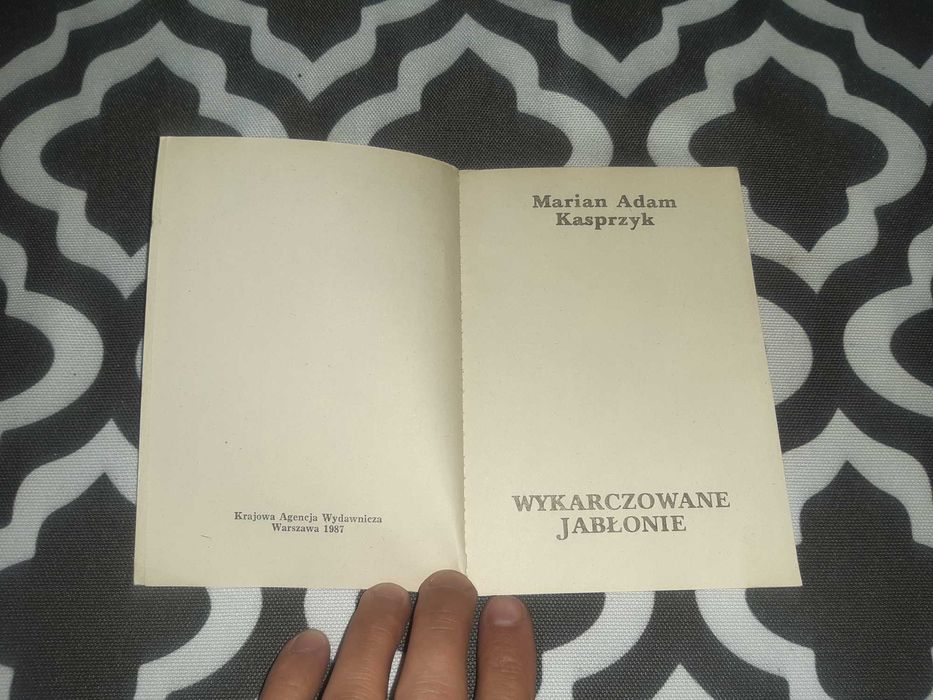 Krajowa Agencja Wydawnicza
Warszawa 1987
Marian Adam
Kasprzyk
WYKARCZOWANE
JABŁONIE